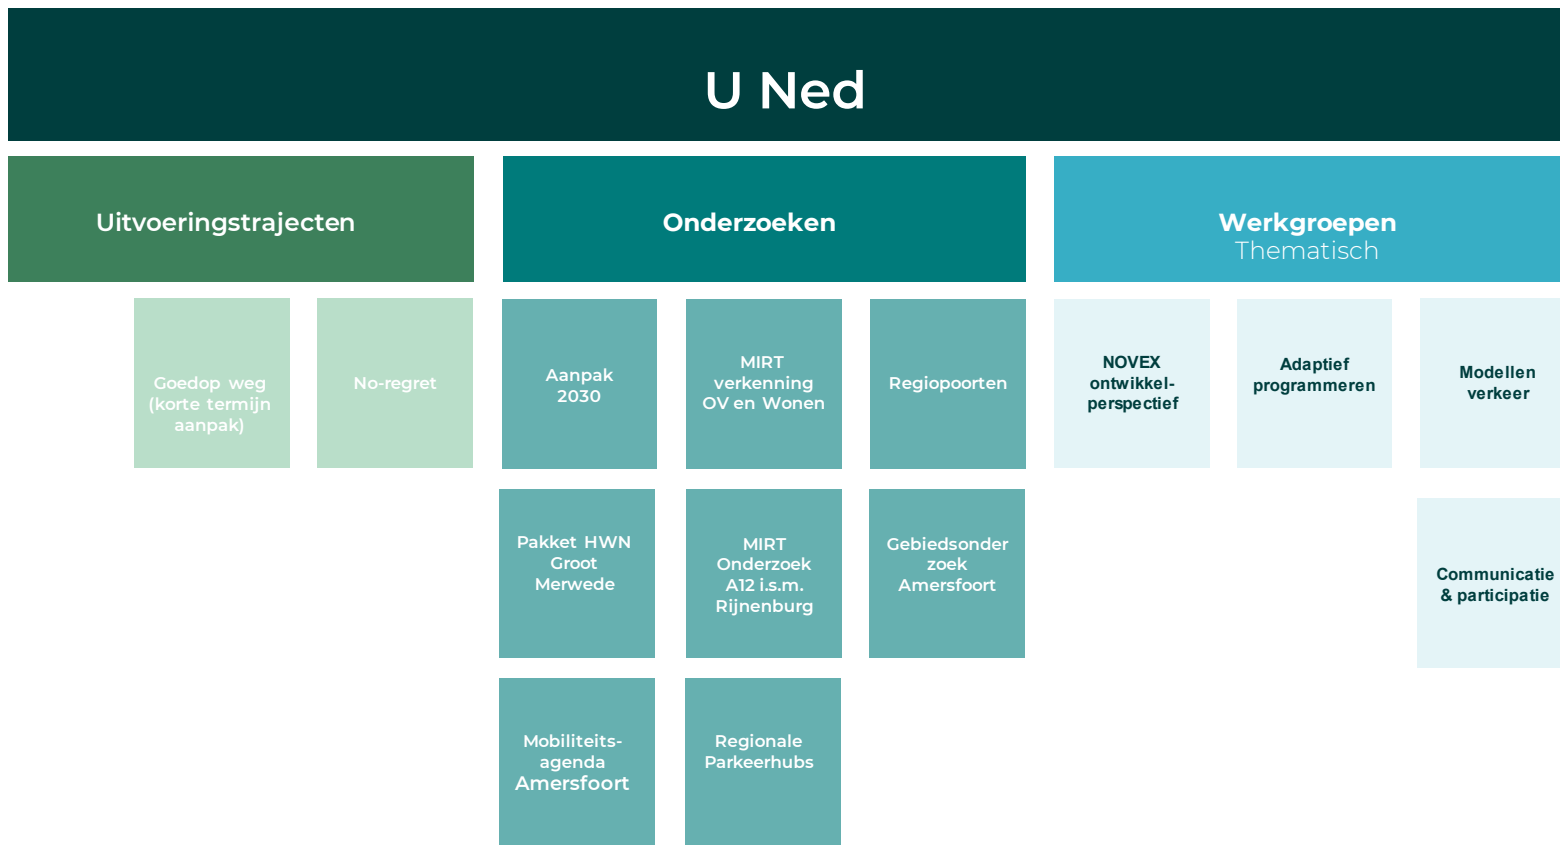 U Ned
Uitvoeringstrajecten
Onderzoeken
Werkgroepen
Thematisch
Goedop weg
(korte termijn
aanpak)
No-regret
Aanpak
2030
MIRT
verkenning
OV en Wonen
Regiopoorten
NOVEX
ontwikkel-
perspectief
Adaptief
programmeren
Modellen
verkeer
Pakket HWN
Groot
Merwede
MIRT
Onderzoek
A12 i.s.m.
Rijnenburg
Gebiedsonder
zoek
Amersfoort
Communicatie
& participatie
Mobiliteits-
agenda
Amersfoort
Regionale
Parkeerhubs